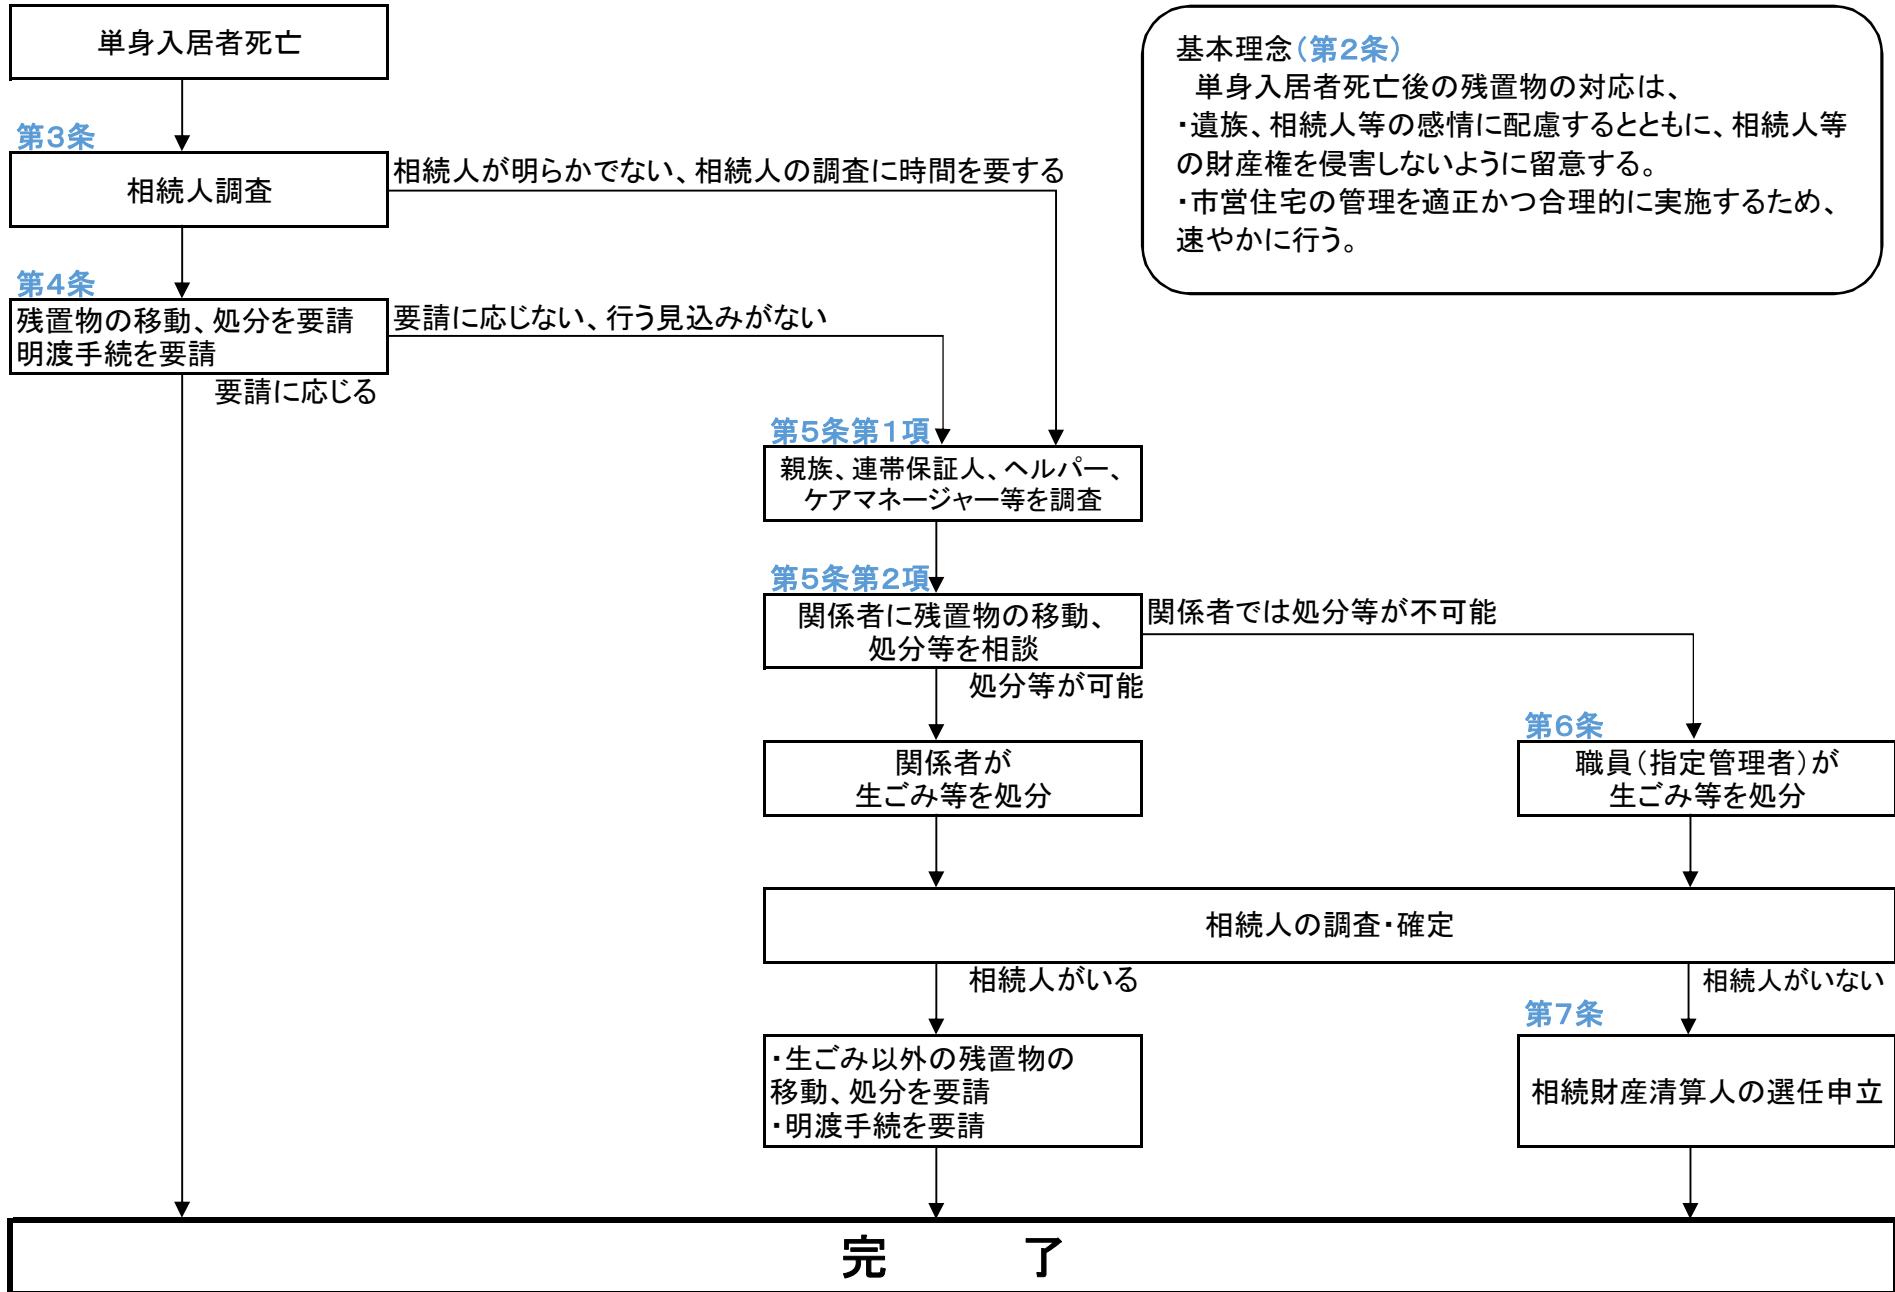 単身入居者死亡
基本理念（第２条）
単身入居者死亡後の残置物の対応は、
・遺族、相続人等の感情に配慮するとともに、相続人等
の財産権を侵害しないように留意する。
・市営住宅の管理を適正かつ合理的に実施するため、
速やかに行う。
第３条
相続人調査
相続人が明らかでない、相続人の調査に時間を要する
第４条
残置物の移動、処分を要請
明渡手続を要請
要請に応じない、行う見込みがない
要請に応じる
第５条第１項
親族、連帯保証人、ヘルパー、
ケアマネージャー等を調査
第５条第２項
関係者に残置物の移動、
処分等を相談
関係者では処分等が不可能
処分等が可能
関係者が
生ごみ等を処分
第６条
職員（指定管理者）が
生ごみ等を処分
相続人の調査・確定
相続人がいる
相続人がいない
・生ごみ以外の残置物の
移動、処分を要請
・明渡手続を要請
第７条
相続財産清算人の選任申立
完　了